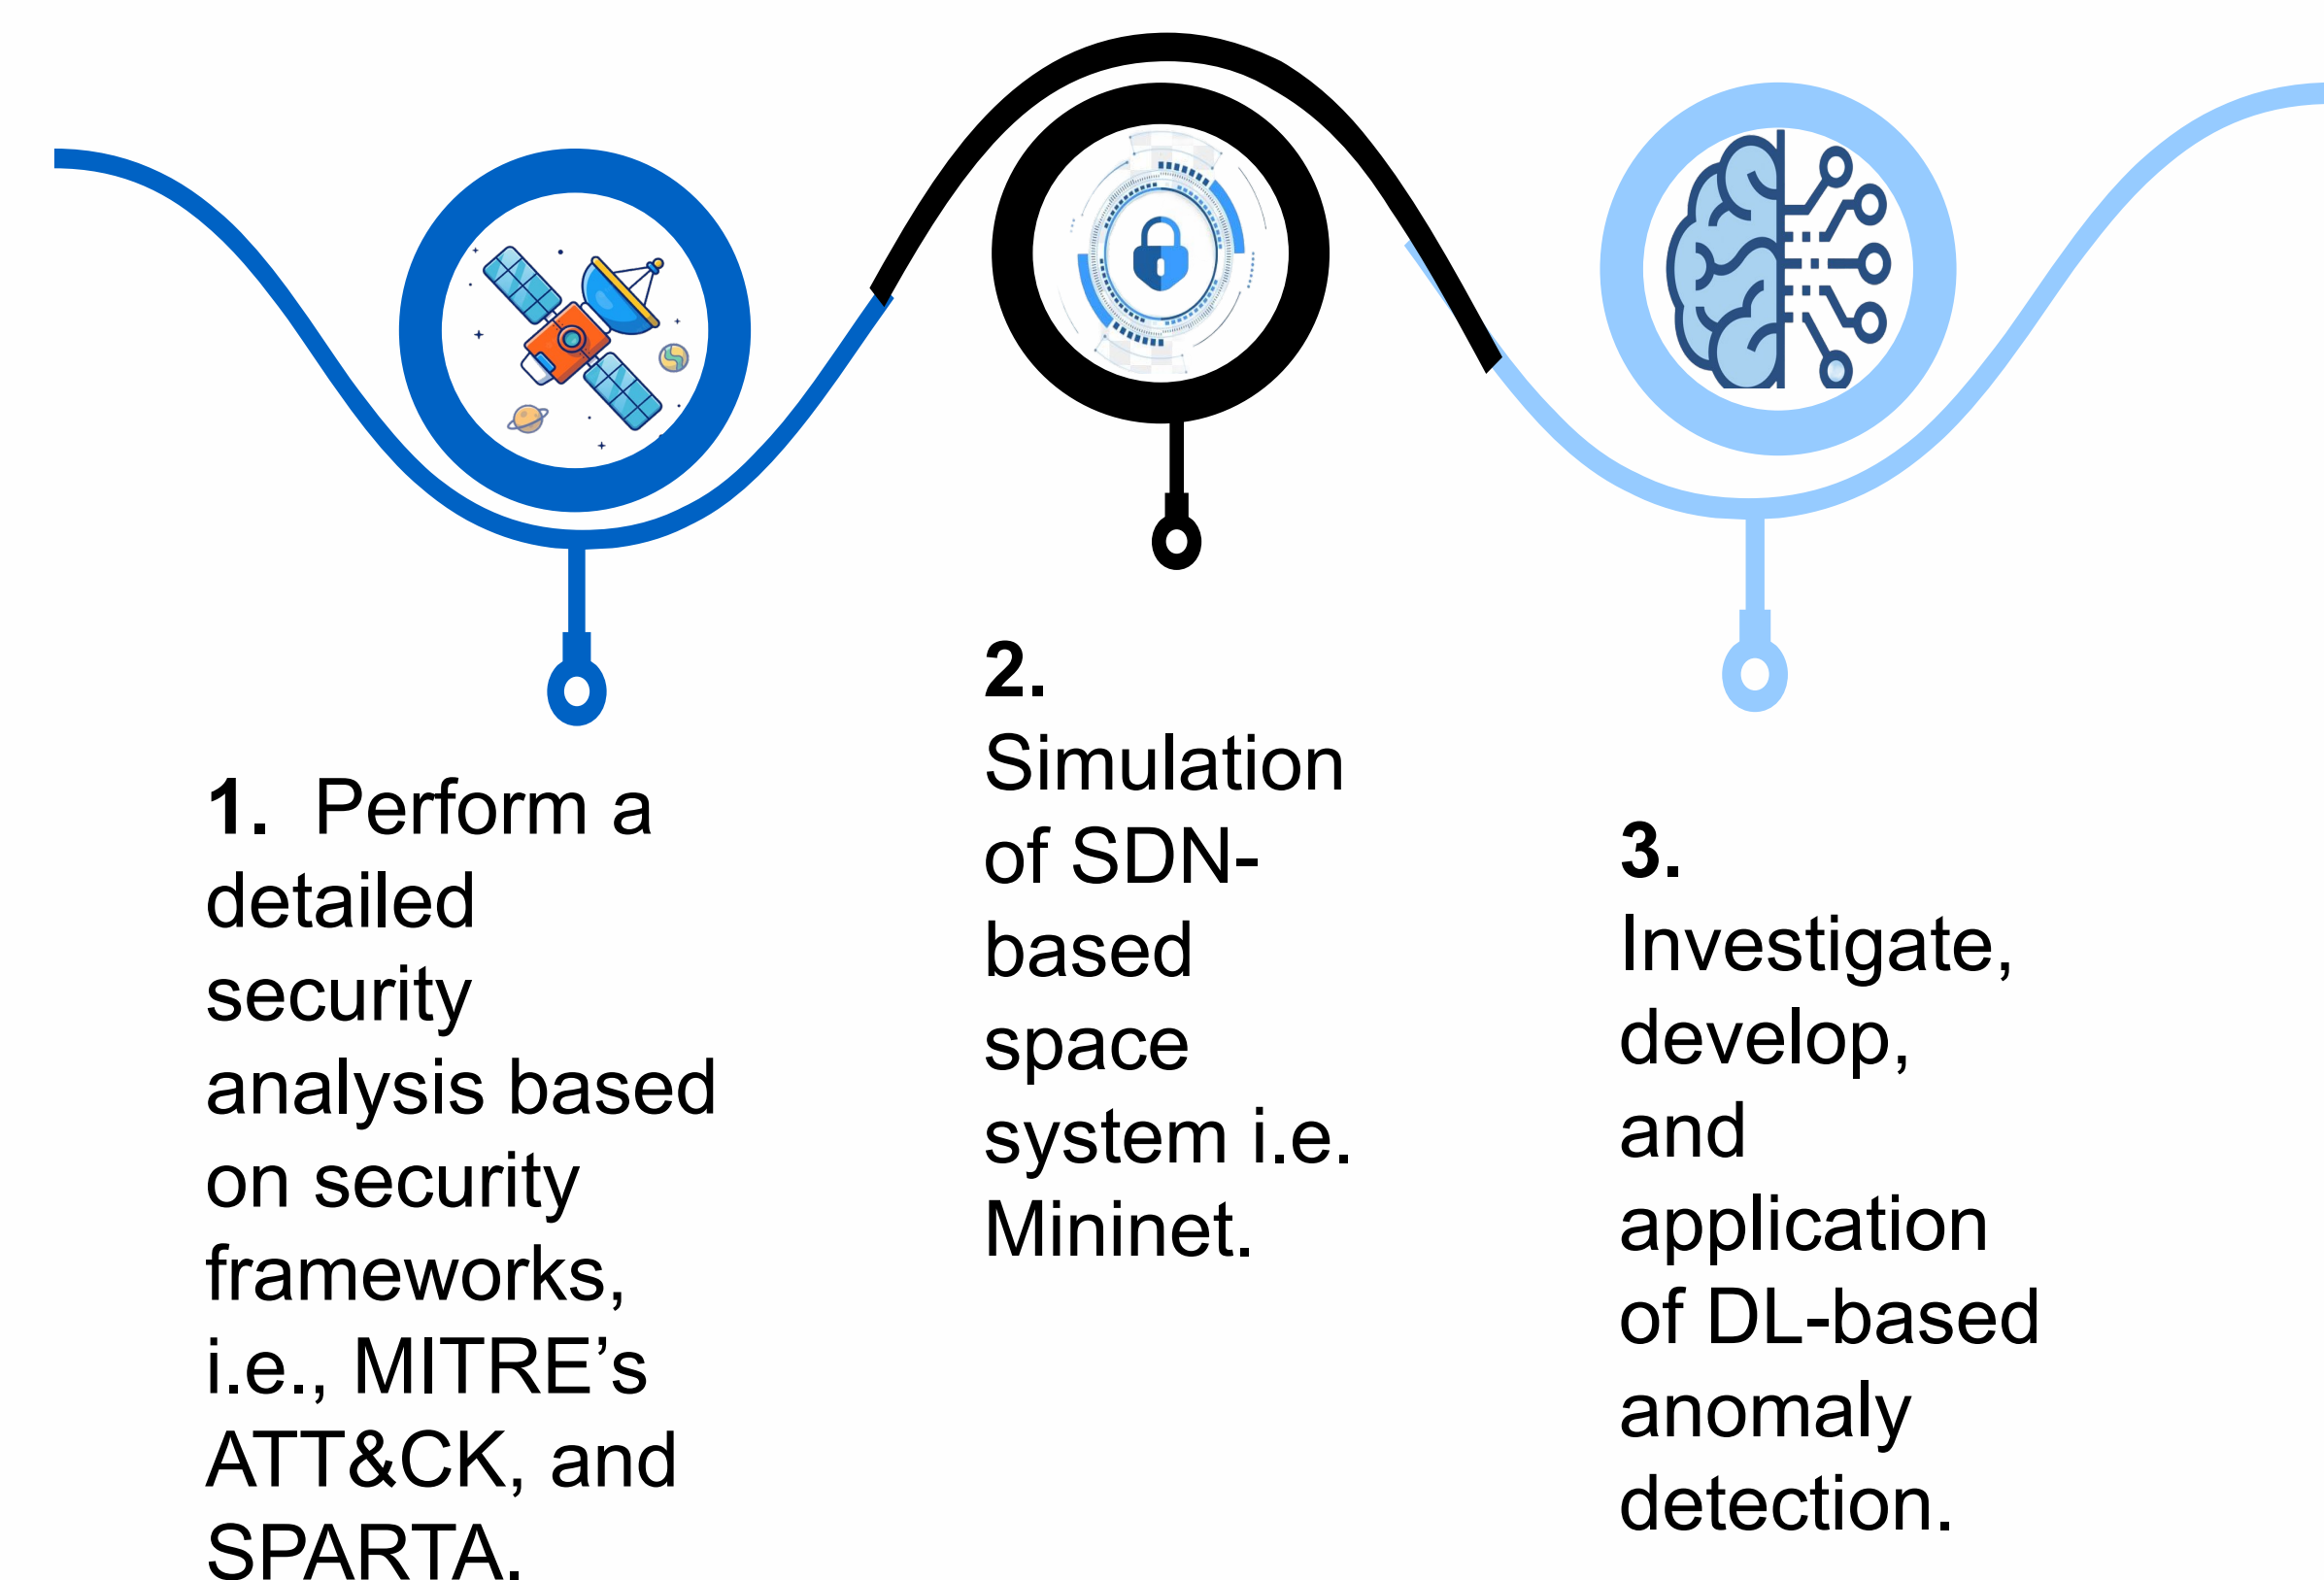 1. Perform a
detailed
security
analysis based
on security
frameworks,
i.e., MITRE’s
ATT&CK, and
SPARTA.
2.
Simulation
of SDN-
based
space
system i.e.
Mininet.
3.
Investigate,
develop,
and
application
of DL-based
anomaly
detection.